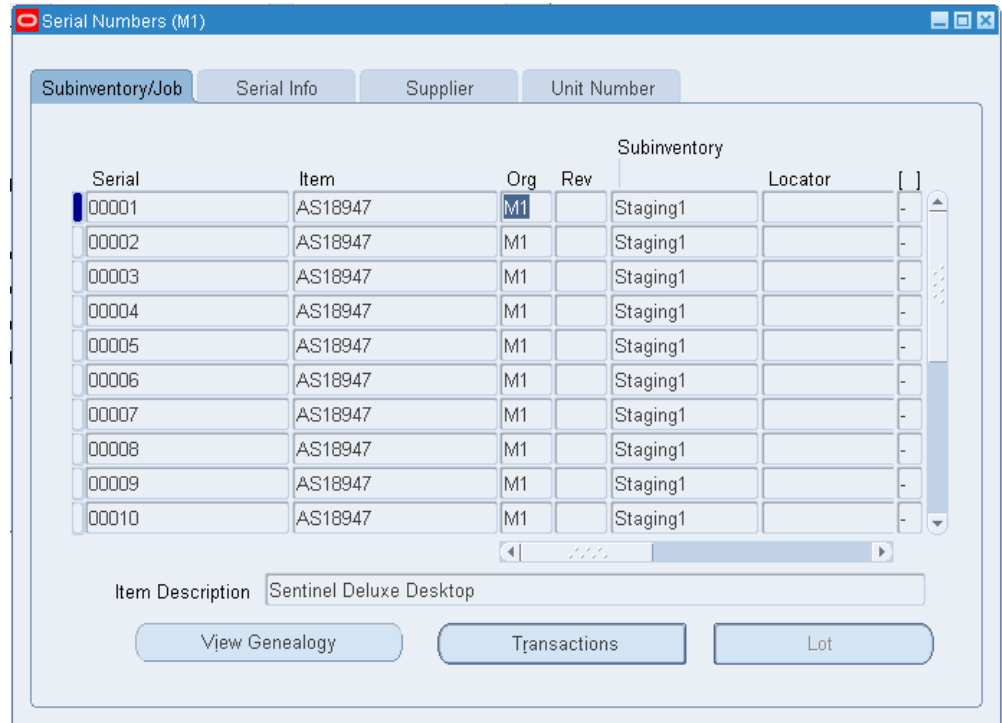 Serial Numbers (M1)
Subinventory/Job Serial Info Supplier Unit Number
Subinventory
Serial Item Org Rev Locator [ ]
00001 AS18947 M1 Staging1 -
00002 AS18947 M1 Staging1 -
00003 AS18947 M1 Staging1 -
00004 AS18947 M1 Staging1 -
00005 AS18947 M1 Staging1 -
00006 AS18947 M1 Staging1 -
00007 AS18947 M1 Staging1 -
00008 AS18947 M1 Staging1 -
00009 AS18947 M1 Staging1 -
00010 AS18947 M1 Staging1 -
Item Description Sentinel Deluxe Desktop
View Genealogy Transactions Lot